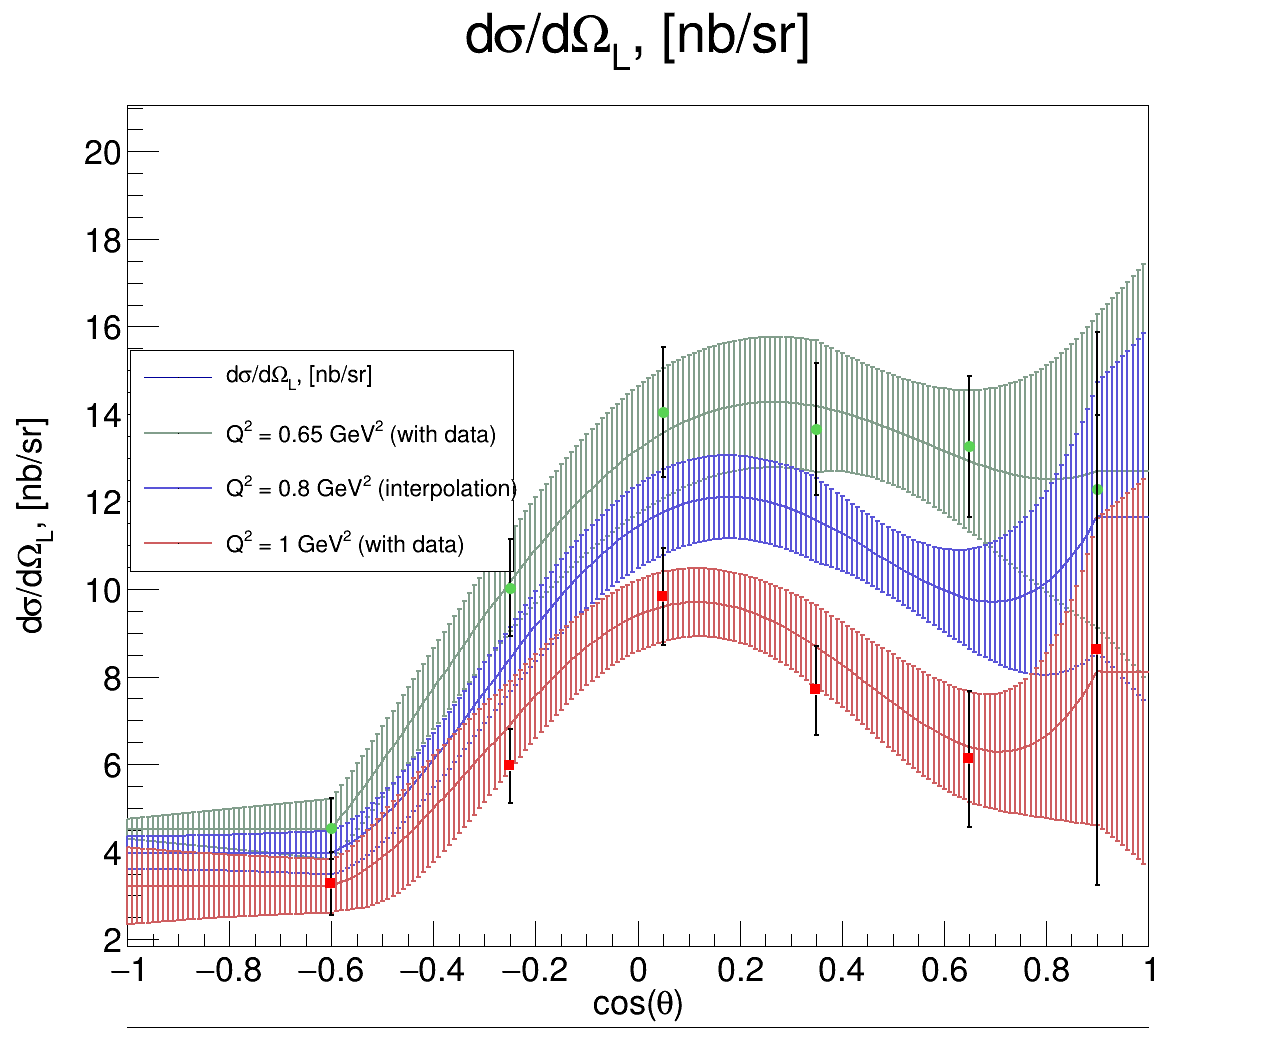 dσ/dΩL, [nb/sr]
dσ/dΩL, [nb/sr]
20
18
16
14
12
10
8
6
4
2
dσ/dΩL, [nb/sr]
Q² = 0.65 GeV² (with data)
Q² = 0.8 GeV² (interpolation)
Q² = 1 GeV² (with data)
−1 −0.8 −0.6 −0.4 −0.2 0 0.2 0.4 0.6 0.8 1
cos(θ)